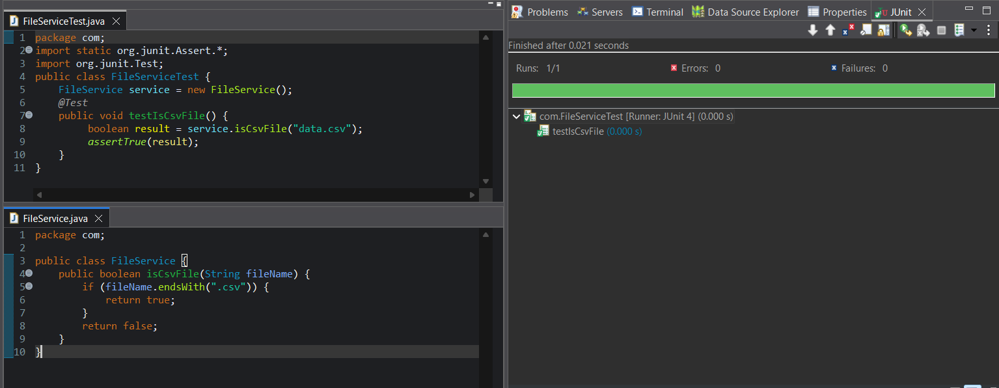 FileServiceTest.java
1 package com;
2 import static org.junit.Assert.*;
3 import org.junit.Test;
4 public class FileServiceTest {
5     FileService service = new FileService();
6     @Test
7     public void testIsCsvFile() {
8         boolean result = service.isCsvFile("data.csv");
9         assertTrue(result);
10     }
11 }
FileService.java
1 package com;
2
3 public class FileService {
4     public boolean isCsvFile(String fileName) {
5         if (fileName.endsWith(".csv")) {
6             return true;
7         }
8         return false;
9     }
10 }
Problems Servers Terminal Data Source Explorer Properties JUnit
Finished after 0.021 seconds
Runs: 1/1 Errors: 0 Failures: 0
com.FileServiceTest [Runner: JUnit 4] (0.000 s)
testIsCsvFile (0.000 s)